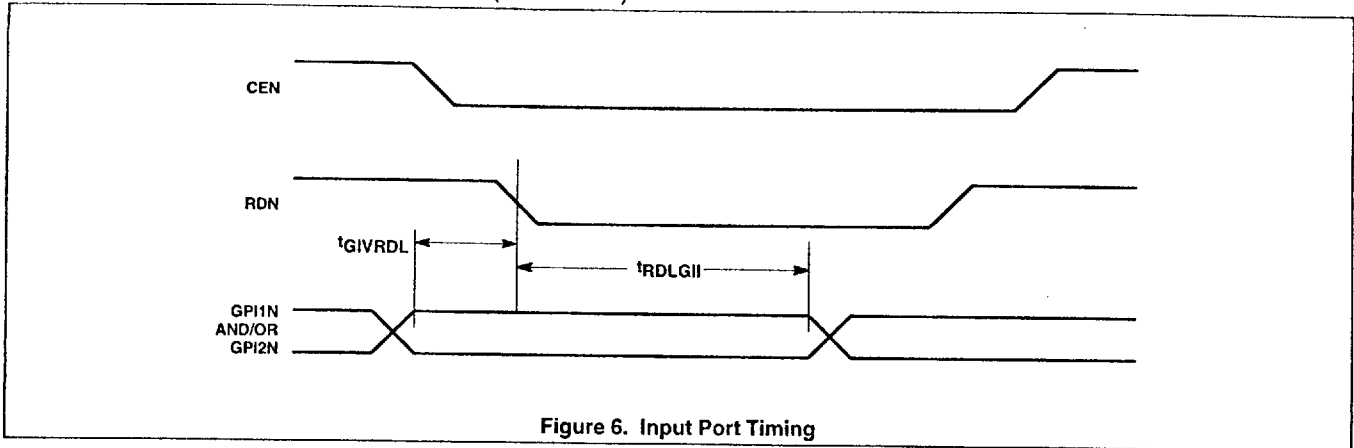 CEN
RDN
tGIVRDL
tRDLGII
GPI1N
AND/OR
GPI2N
Figure 6. Input Port Timing